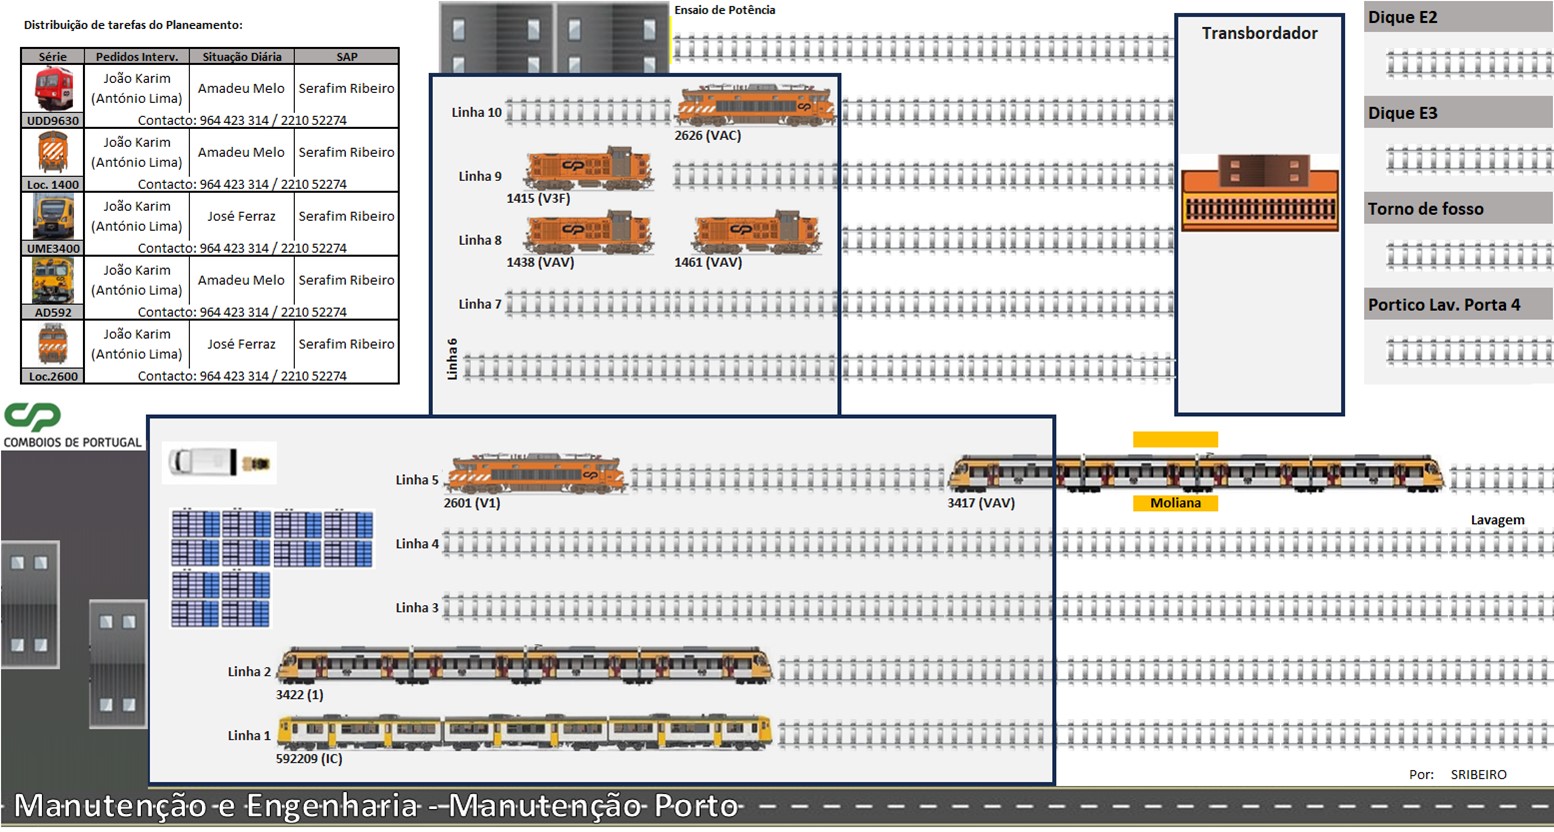 Distribuição de tarefas do Planeamento:
Série Pedidos Interv. Situação Diária SAP
João Karim
(António Lima) Amadeu Melo Serafim Ribeiro
UDD9630 Contacto: 964 423 314 / 2210 52274
João Karim
(António Lima) Amadeu Melo Serafim Ribeiro
Loc. 1400 Contacto: 964 423 314 / 2210 52274
João Karim
(António Lima) José Ferraz Serafim Ribeiro
UME3400 Contacto: 964 423 314 / 2210 52274
João Karim
(António Lima) Amadeu Melo Serafim Ribeiro
AD592 Contacto: 964 423 314 / 2210 52274
João Karim
(António Lima) José Ferraz Serafim Ribeiro
Loc.2600 Contacto: 964 423 314 / 2210 52274
CP
COMBOIOS DE PORTUGAL
Ensaio de Potência
Linha 10
2626 (VAC)
Linha 9
1415 (V3F)
Linha 8
1438 (VAV) 1461 (VAV)
Linha 7
Linha 6
Transbordador
Dique E2
Dique E3
Torno de fosso
Portico Lav. Porta 4
Linha 5
2601 (V1) 3417 (VAV) Moliana
Lavagem
Linha 4
Linha 3
Linha 2
3422 (1)
Linha 1
592209 (IC)
Por: SRIBEIRO
Manutenção e Engenharia - Manutenção Porto